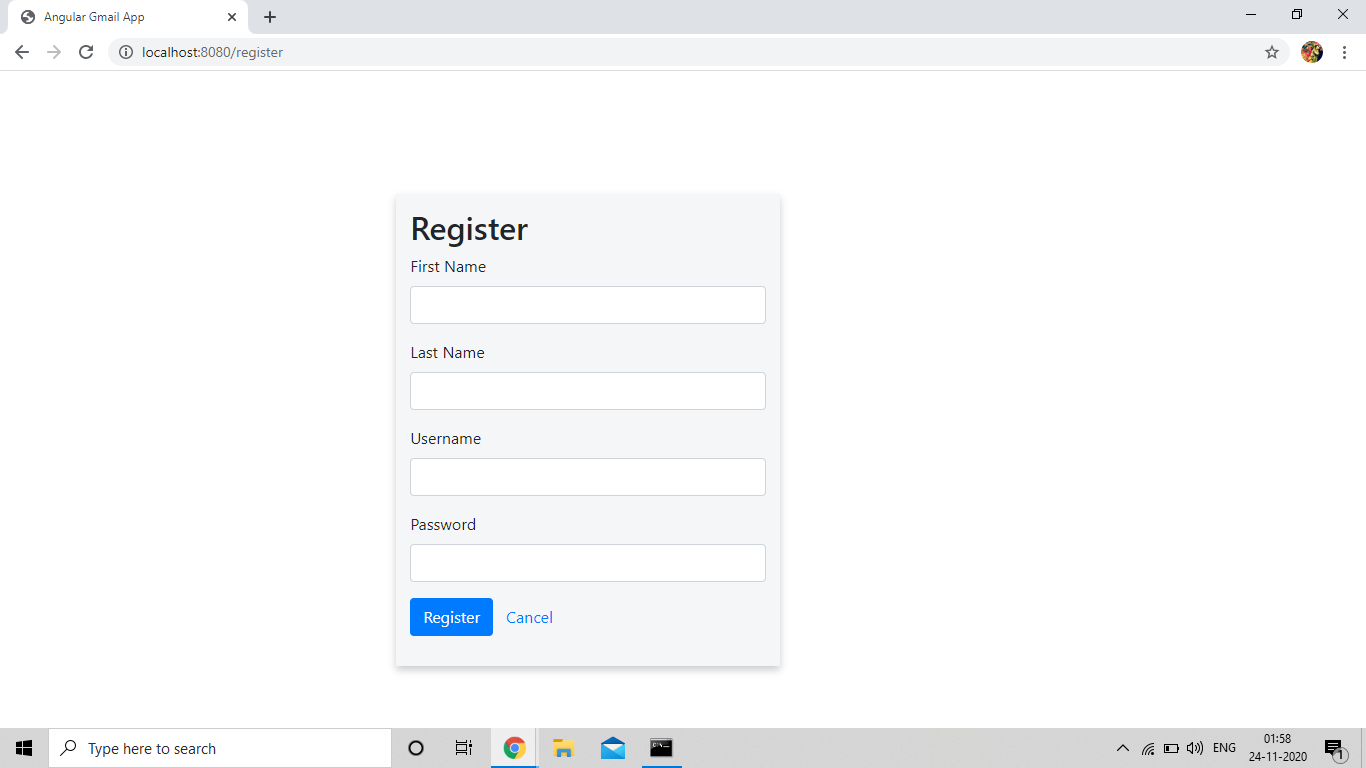 Angular Gmail App
localhost:8080/register
Register
First Name
Last Name
Username
Password
Register Cancel
Type here to search
ENG
01:58
24-11-2020
1